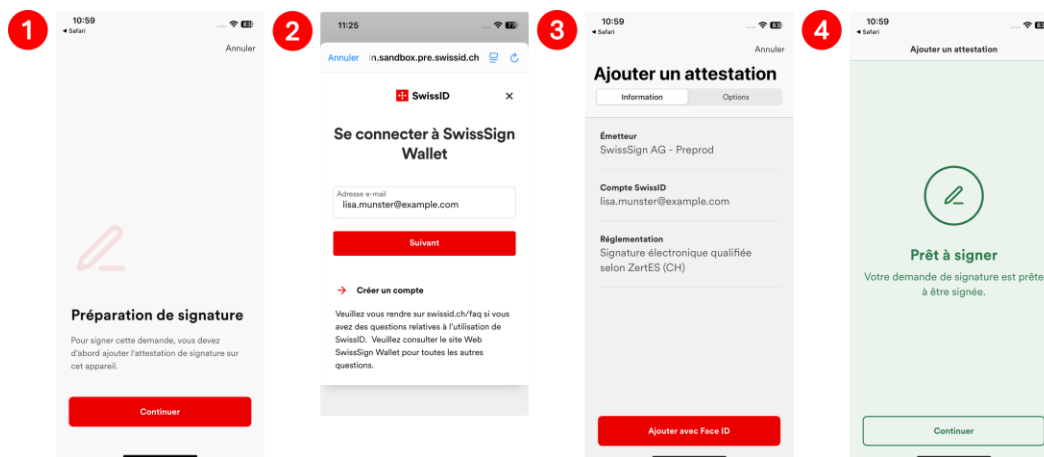 1
10:59
83
◂ Safari
Annuler
Préparation de signature
Pour signer cette demande, vous devez
d'abord ajouter l'attestation de signature sur
cet appareil.
Continuer
2
11:25
77
Annuler
n.sandbox.pre.swissid.ch
SwissID
×
Se connecter à SwissSign
Wallet
Adresse e-mail
lisa.munster@example.com
Suivant
→ Créer un compte
Veuillez vous rendre sur swissid.ch/faq si vous
avez des questions relatives à l'utilisation de
SwissID. Veuillez consulter le site Web
SwissSign Wallet pour toutes les autres
questions.
3
10:59
83
◂ Safari
Annuler
Ajouter un attestation
Information
Options
Émetteur
SwissSign AG - Preprod
Compte SwissID
lisa.munster@example.com
Réglementation
Signature électronique qualifiée
selon ZertES (CH)
Ajouter avec Face ID
4
10:59
◂ Safari
Ajouter un attestation
Prêt à signer
Votre demande de signature est prête
à être signée.
Continuer